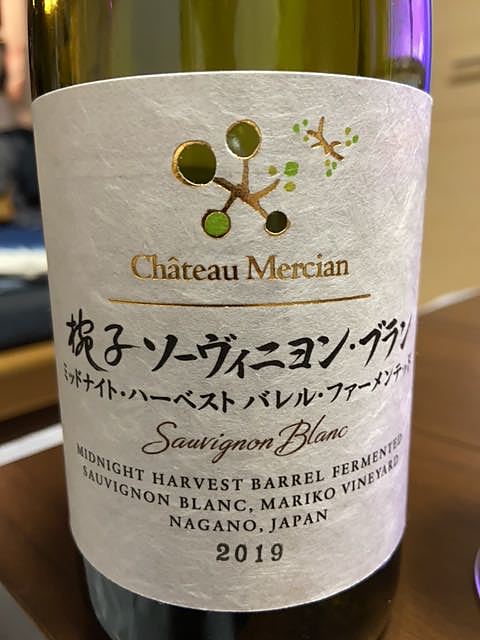 Château Mercian
椀子 ソーヴィニヨン・ブラン
ミッドナイト・ハーベスト バレル・ファーメンテッド
Sauvignon Blanc
MIDNIGHT HARVEST BARREL FERMENTED
SAUVIGNON BLANC, MARIKO VINEYARD
NAGANO, JAPAN
2019